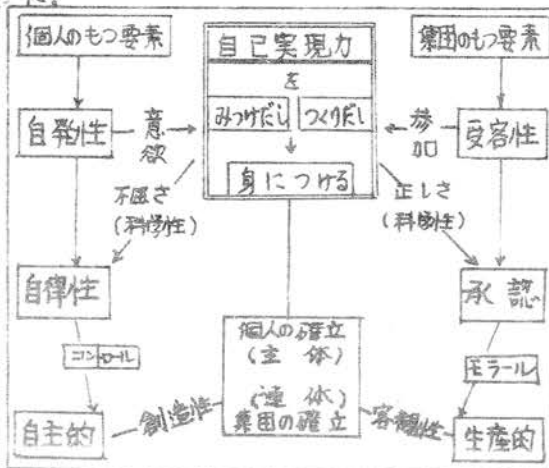 た。
個人のもつ要素
自己実現力
を
みつけだし
つくりだし
↓
身につける
集団のもつ要素
自発性
意欲
参加
受容性
不屈さ
(科学性)
正しさ
(科学性)
自律性
承認
コントロール
モラール
個人の確立
(主体)
(連体)
集団の確立
自主的
創造性
客観性
生産的